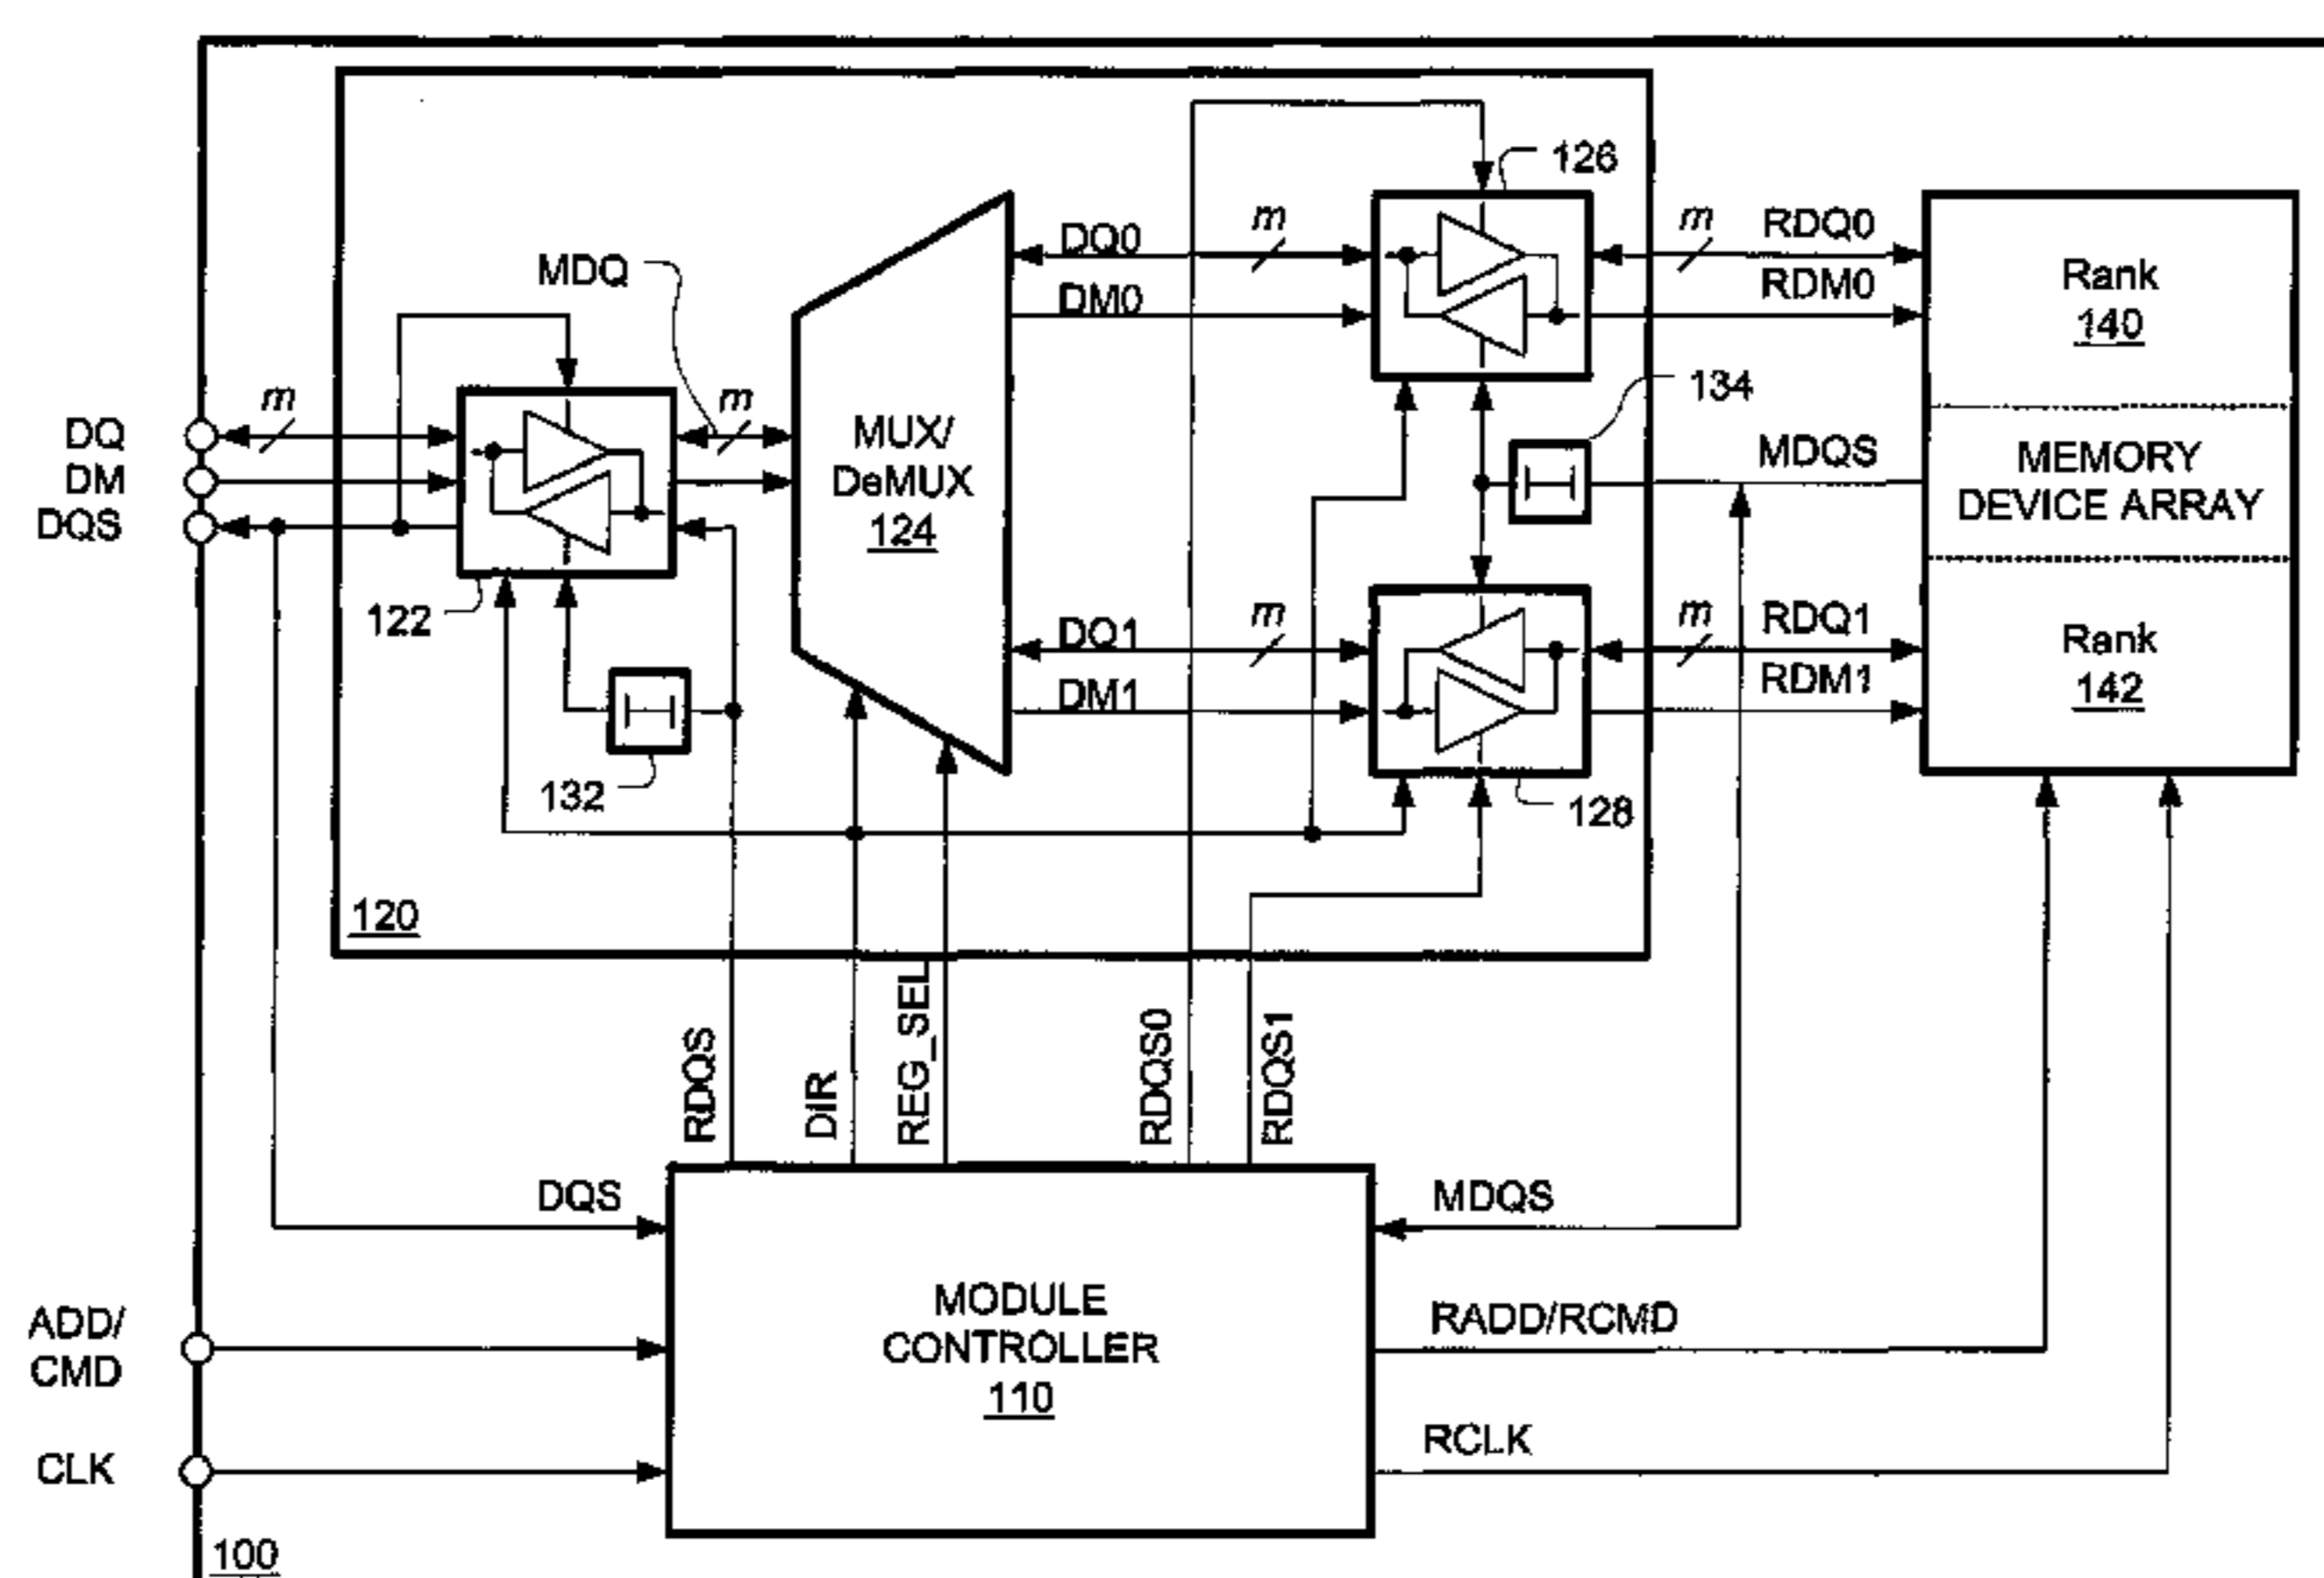 126
m
DQ0
m
RDQ0
MDQ
DM0
RDM0
Rank
140
134
m
m
DQ
MUX/
DeMUX
124
MDQS
MEMORY
DEVICE ARRAY
DM
DQS
122
m
DQ1
m
RDQ1
Rank
142
DM1
RDM1
132
128
120
RDQS
DIR
REG_SEL
RDQS0
RDQS1
DQS
MDQS
MODULE
CONTROLLER
110
ADD/
CMD
RADD/RCMD
CLK
RCLK
100